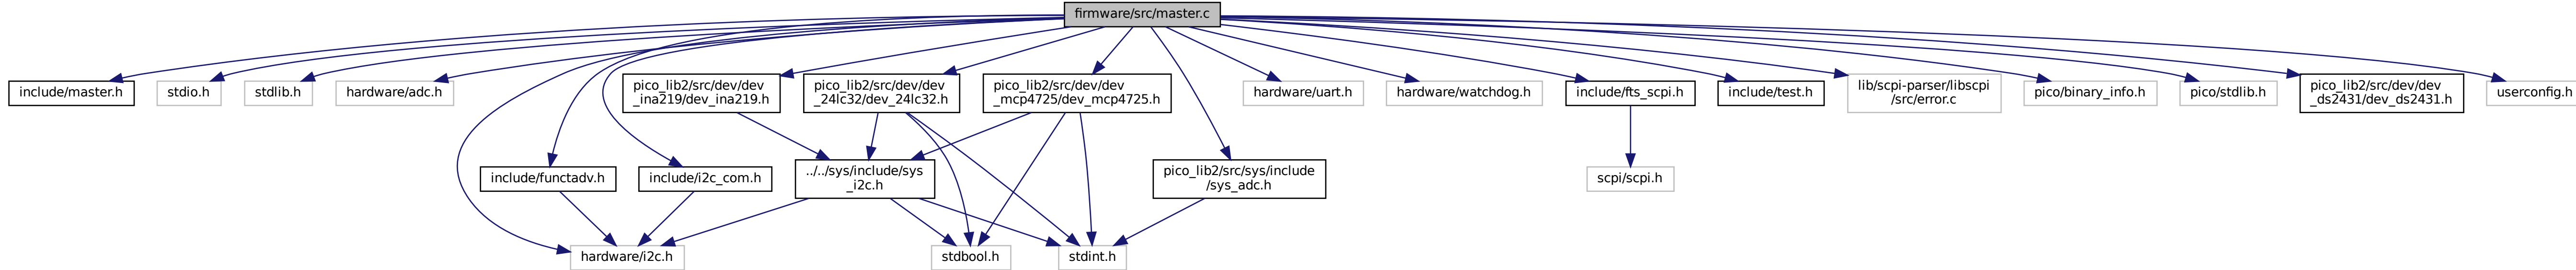 firmware/src/master.c
include/master.h
stdio.h
stdlib.h
hardware/adc.h
pico_lib2/src/dev/dev
_ina219/dev_ina219.h
pico_lib2/src/dev/dev
_24lc32/dev_24lc32.h
pico_lib2/src/dev/dev
_mcp4725/dev_mcp4725.h
hardware/uart.h
hardware/watchdog.h
include/fts_scpi.h
include/test.h
lib/scpi-parser/libscpi
/src/error.c
pico/binary_info.h
pico/stdlib.h
pico_lib2/src/dev/dev
_ds2431/dev_ds2431.h
userconfig.h
include/functadv.h
include/i2c_com.h
../../sys/include/sys
_i2c.h
pico_lib2/src/sys/include
/sys_adc.h
scpi/scpi.h
hardware/i2c.h
stdbool.h
stdint.h